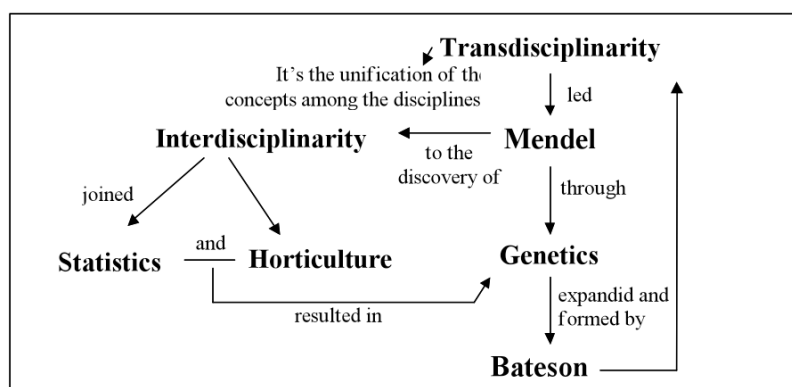 Transdisciplinarity
It's the unification of the
concepts among the disciplines
led
Interdisciplinarity
Mendel
to the
discovery of
joined
through
and
Statistics
Horticulture
Genetics
resulted in
expandid and
formed by
Bateson